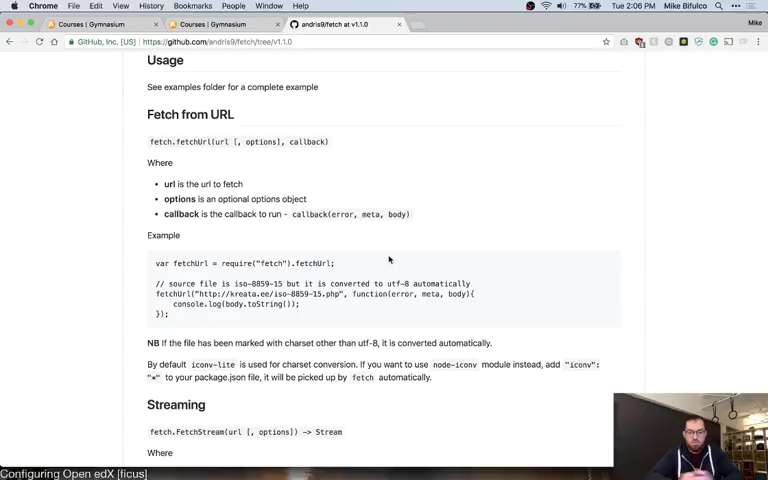 Chrome File Edit View History Bookmarks People Window Help 77% Tue 2:06 PM Mike Bifulco
Courses | Gymnasium × Courses | Gymnasium × andris9/fetch at v1.1.0 × Mike
GitHub, Inc. [US] | https://github.com/andris9/fetch/tree/v1.1.0
Usage
See examples folder for a complete example
Fetch from URL
fetch.fetchUrl(url [, options], callback)
Where
• url is the url to fetch
• options is an optional options object
• callback is the callback to run - callback(error, meta, body)
Example
var fetchUrl = require("fetch").fetchUrl;
// source file is iso-8859-15 but it is converted to utf-8 automatically
fetchUrl("http://kreata.ee/iso-8859-15.php", function(error, meta, body){
console.log(body.toString());
});
NB If the file has been marked with charset other than utf-8, it is converted automatically.
By default iconv-lite is used for charset conversion. If you want to use node-iconv module instead, add "iconv":
"*" to your package.json file, it will be picked up by fetch automatically.
Streaming
fetch.FetchStream(url [, options]) -> Stream
Where
Configuring Open edX [ficus]